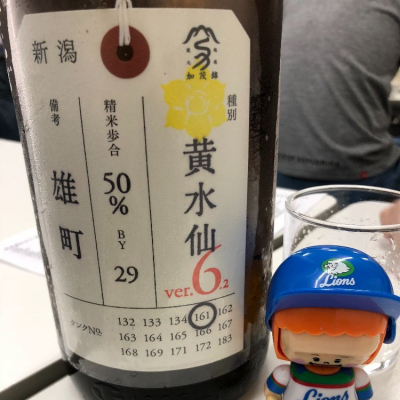 新潟
加茂錦
種別
黄水仙
ver.6.2
精米歩合
50%
BY
29
備考
雄町
タンクNo.
132 133 134 161 162
163 164 165 166 167
168 169 171 172 183
Lions
Lions